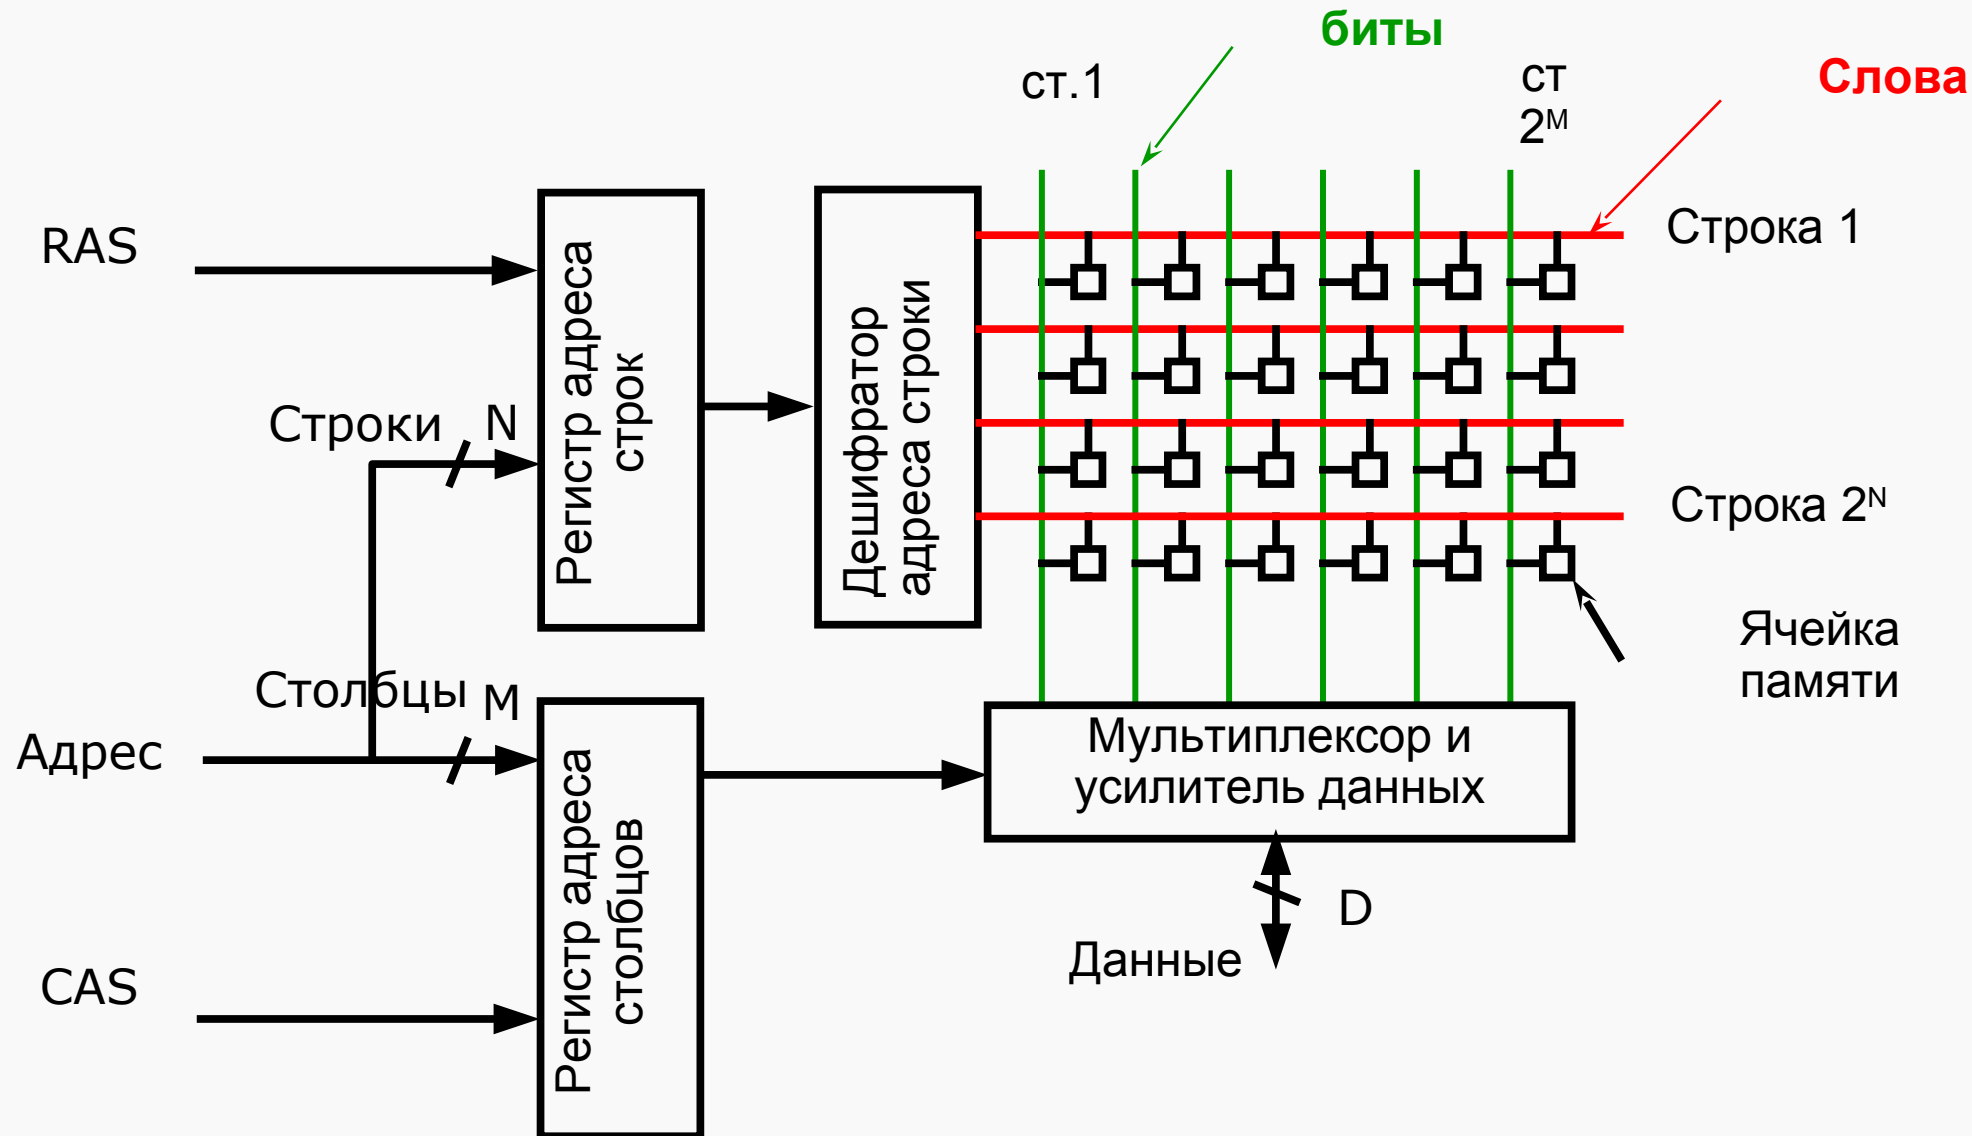 биты
ст.1
ст
2ᴹ
Слова
RAS
Строка 1
Регистр адреса
строк
Дешифратор
адреса строки
Строки N
Строка 2ᴺ
Ячейка
памяти
Столбцы M
Адрес
Мультиплексор и
усилитель данных
Регистр адреса
столбцов
D
Данные
CAS